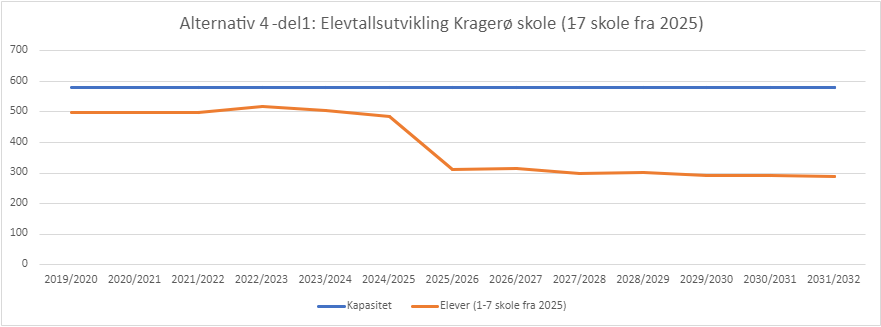 Alternativ 4 -del1: Elevtallsutvikling Kragerø skole (17 skole fra 2025)
700
600
500
400
300
200
100
0
2019/2020 2020/2021 2021/2022 2022/2023 2023/2024 2024/2025 2025/2026 2026/2027 2027/2028 2028/2029 2029/2030 2030/2031 2031/2032
Kapasitet Elever (1-7 skole fra 2025)